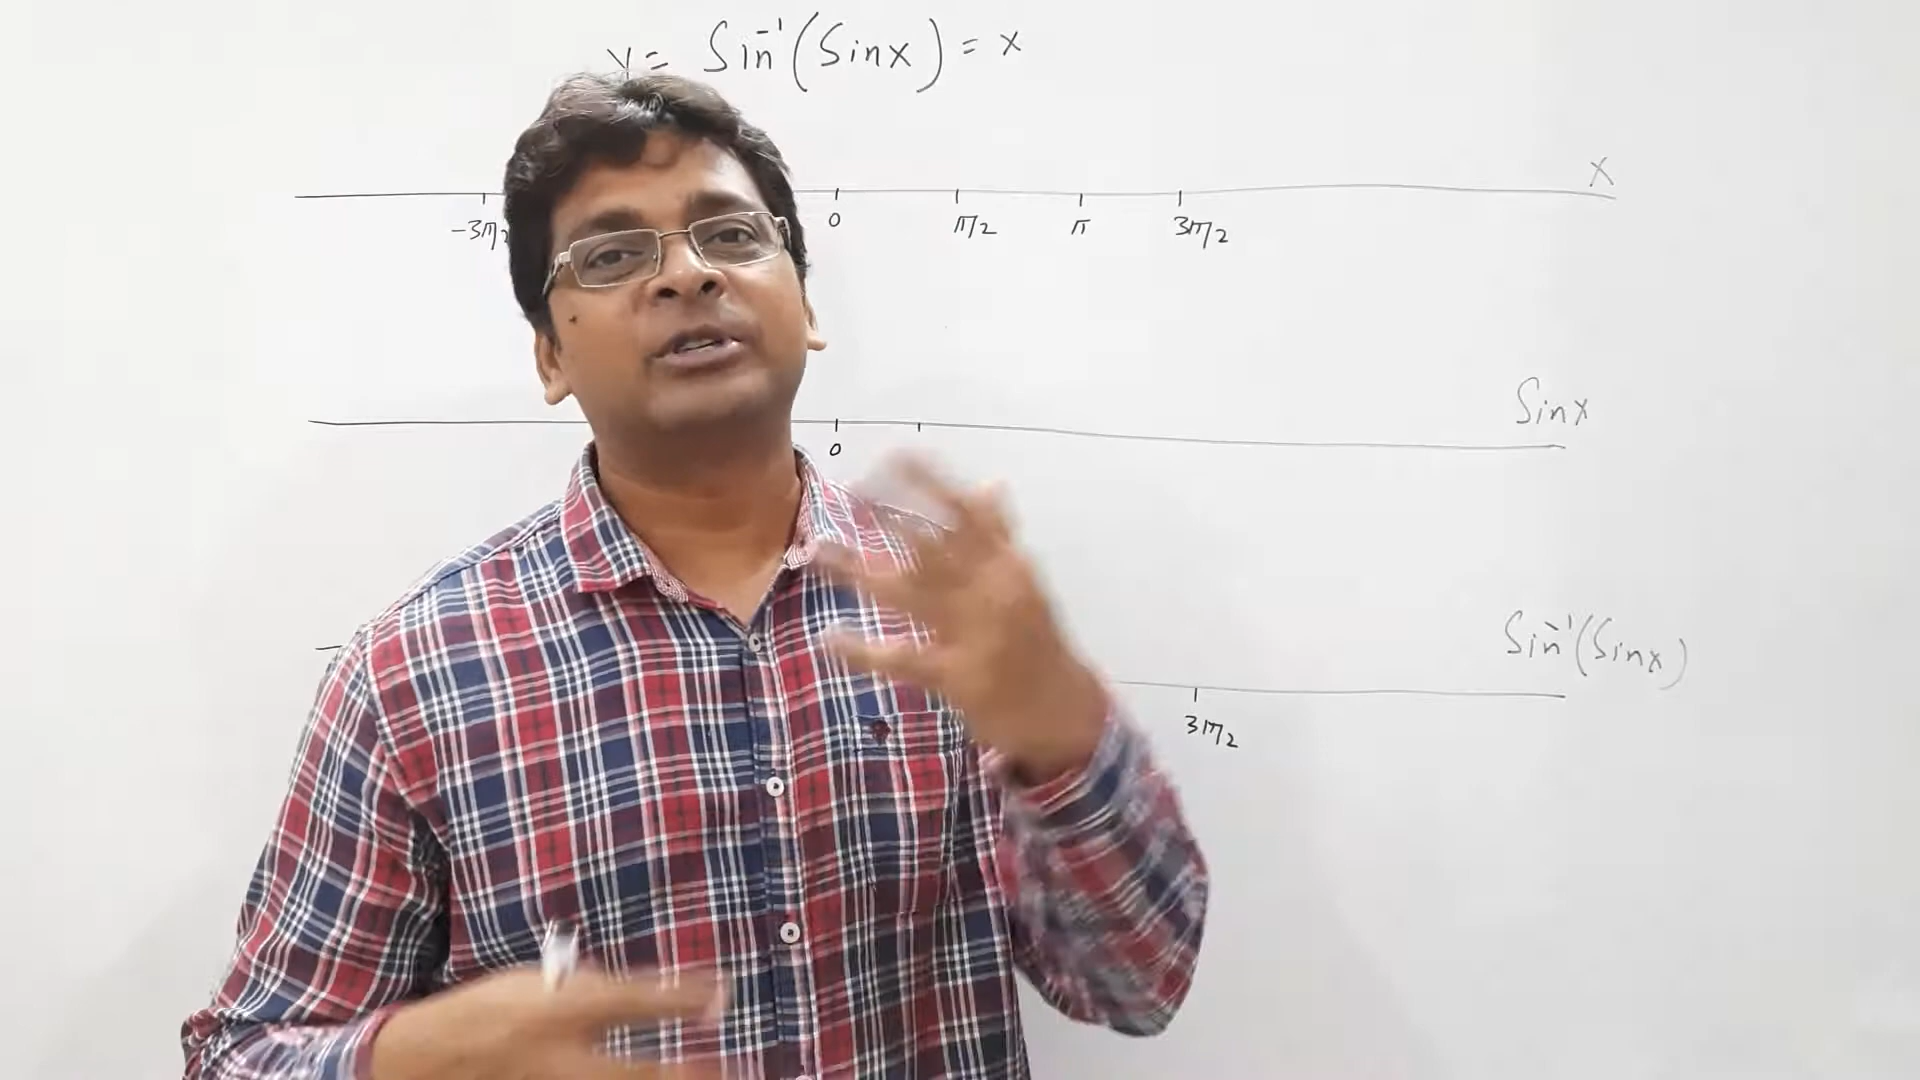 y = Sin⁻¹(Sinx) = x
x
-3π/2 0 π/2 π 3π/2
Sinx
0
Sin⁻¹(Sinx)
3π/2